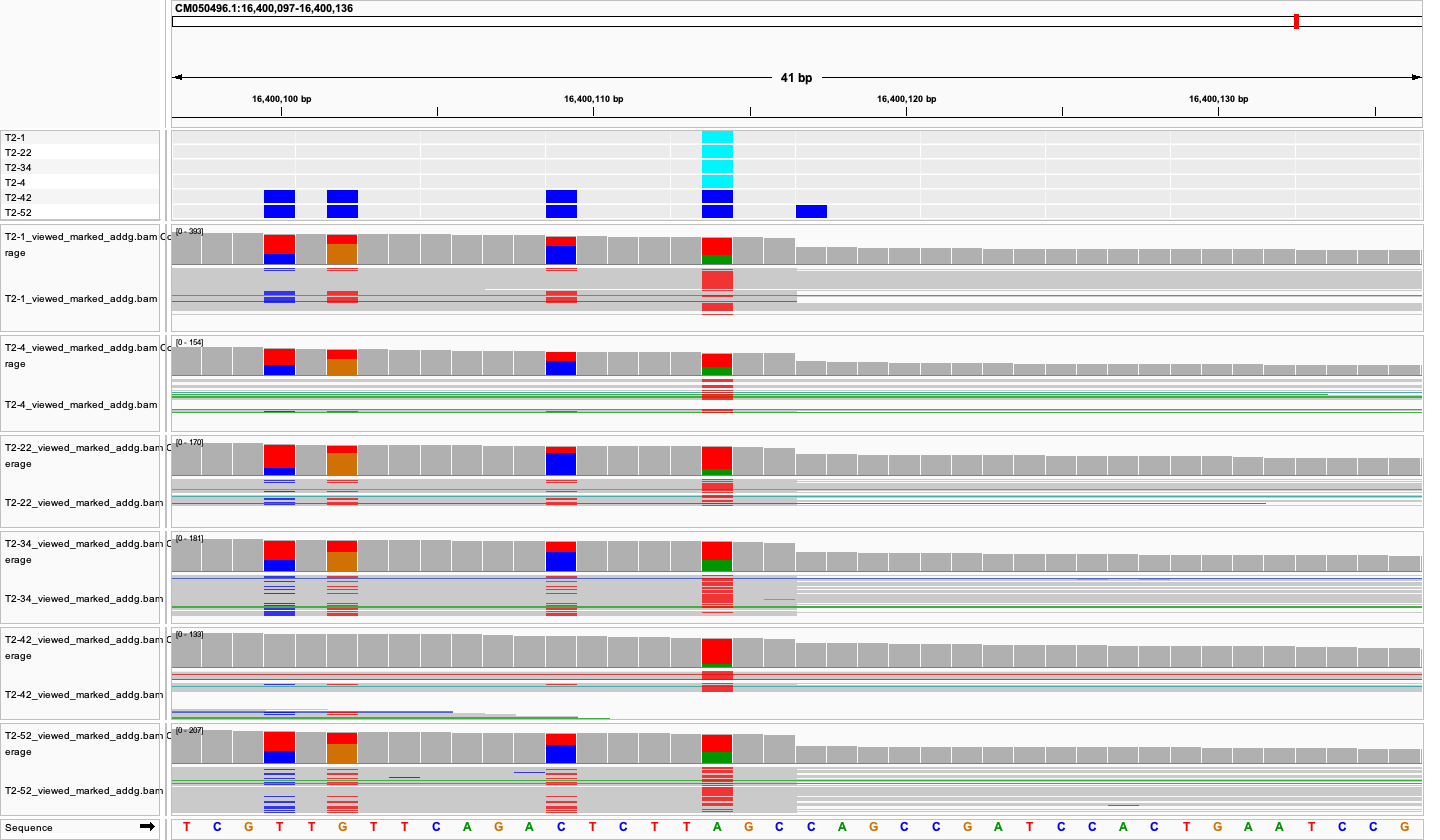 CM050496.1:16,400,097-16,400,136
41 bp
16,400,100 bp 16,400,110 bp 16,400,120 bp 16,400,130 bp
T2-1
T2-22
T2-34
T2-4
T2-42
T2-52
T2-1_viewed_marked_addg.bam Co
rage
[0 - 393]
T2-1_viewed_marked_addg.bam
T2-4_viewed_marked_addg.bam Co
rage
[0 - 154]
T2-4_viewed_marked_addg.bam
T2-22_viewed_marked_addg.bam C
erage
[0 - 170]
T2-22_viewed_marked_addg.bam
T2-34_viewed_marked_addg.bam C
erage
[0 - 181]
T2-34_viewed_marked_addg.bam
T2-42_viewed_marked_addg.bam C
erage
[0 - 133]
T2-42_viewed_marked_addg.bam
T2-52_viewed_marked_addg.bam C
erage
[0 - 207]
T2-52_viewed_marked_addg.bam
Sequence T C G T T G T T C A G A C T C T T A G C C A G C C G A T C C A C T G A A T C C G